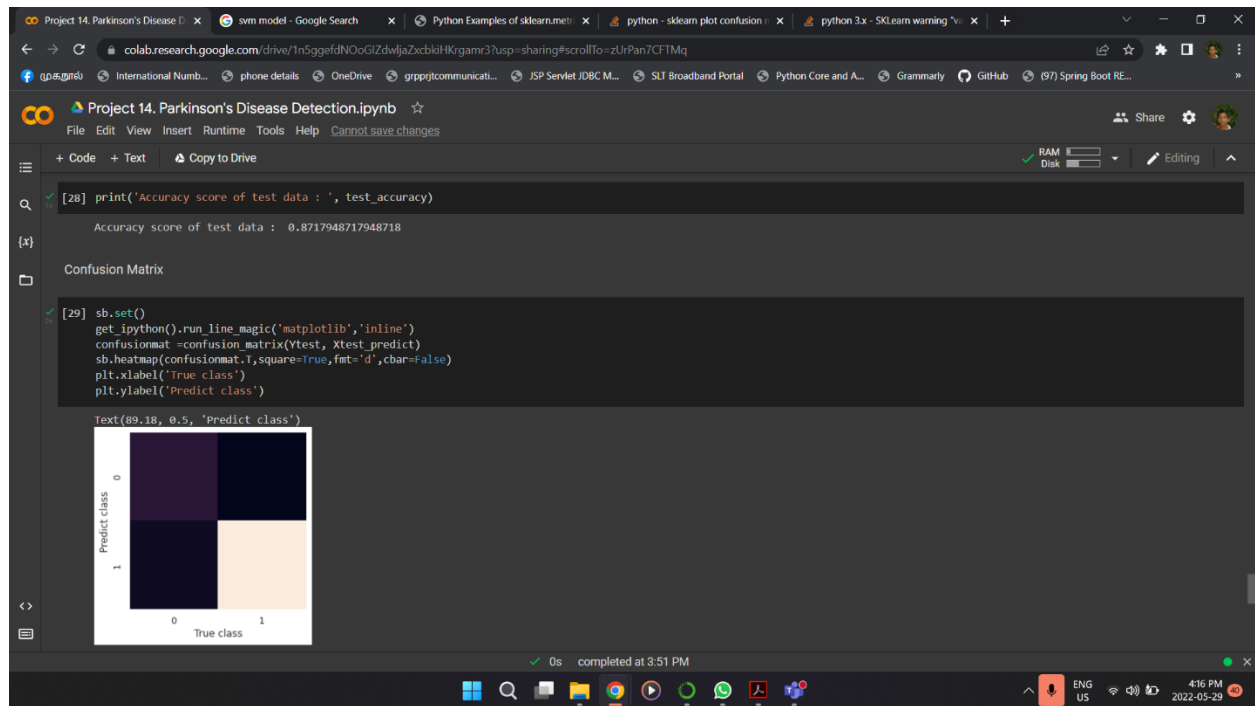 Project 14. Parkinson's Disease D
svm model - Google Search
Python Examples of sklearn.metri
python - sklearn plot confusion n
python 3.x - SKLearn warning "va
colab.research.google.com/drive/1n5ggefdNOoGIZdwljaZxcbkiHKrgamr3?usp=sharing#scrollTo=zUrPan7CFTMq
முகநூல்
International Numb...
phone details
OneDrive
grpprjtcommunicati...
JSP Servlet JDBC M...
SLT Broadband Portal
Python Core and A...
Grammarly
GitHub
(97) Spring Boot RE...
»
Project 14. Parkinson's Disease Detection.ipynb
Share
File Edit View Insert Runtime Tools Help Cannot save changes
+ Code + Text Copy to Drive
RAM
Disk
Editing
[28] print('Accuracy score of test data : ', test_accuracy)
Accuracy score of test data :  0.8717948717948718
{x}
Confusion Matrix
[29] sb.set()
get_ipython().run_line_magic('matplotlib','inline')
confusionmat =confusion_matrix(Ytest, Xtest_predict)
sb.heatmap(confusionmat.T,square=True,fmt='d',cbar=False)
plt.xlabel('True class')
plt.ylabel('Predict class')
Text(89.18, 0.5, 'Predict class')
0
Predict class
1
0 1
True class
0s completed at 3:51 PM
ENG
US
4:16 PM
2022-05-29
40